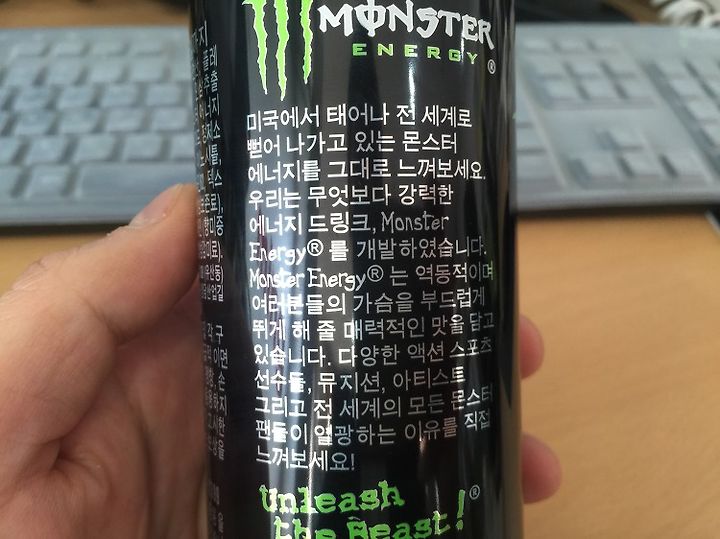 MONSTER
ENERGY®
미국에서 태어나 전 세계로
뻗어 나가고 있는 몬스터
에너지를 그대로 느껴보세요.
우리는 무엇보다 강력한
에너지 드링크, Monster
Energy® 를 개발하였습니다.
Monster Energy® 는 역동적이며
여러분들의 가슴을 부드럽게
뛰게 해 줄 매력적인 맛을 담고
있습니다. 다양한 액션 스포츠
선수들, 뮤지션, 아티스트
그리고 전 세계의 모든 몬스터
팬들이 열광하는 이유를 직접
느껴보세요!
Unleash
the Beast!®